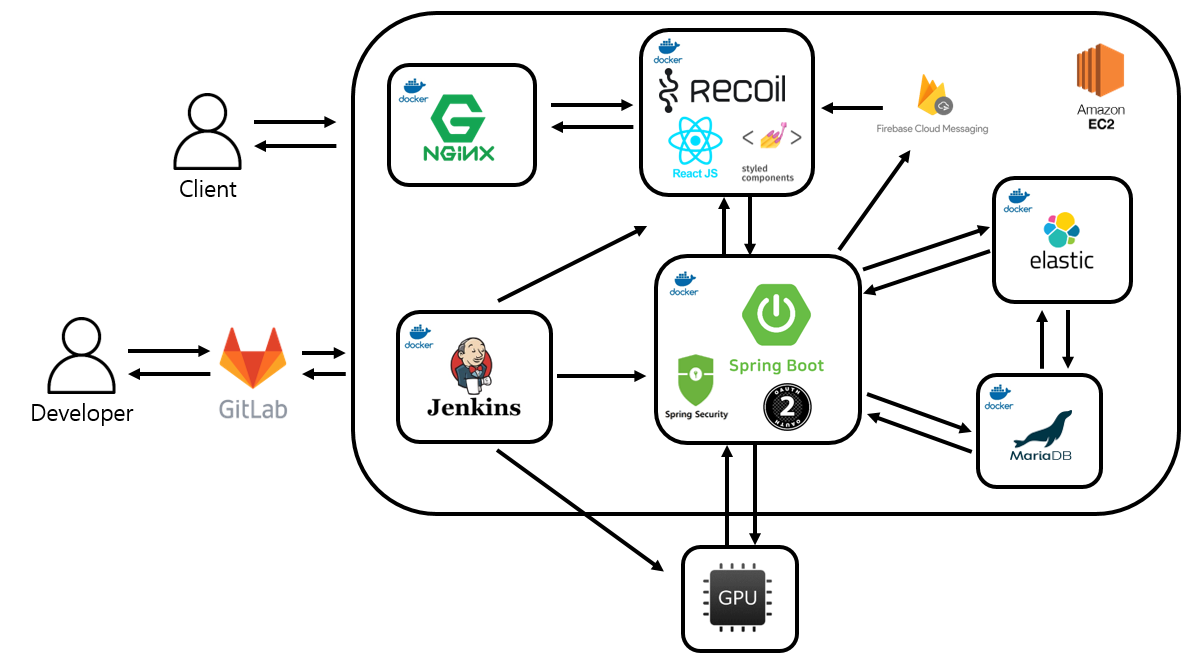 docker
RECOIL
React JS
styled
components
docker
NGiNX
Firebase Cloud Messaging
Amazon
EC2
Client
docker
elastic
docker
Spring Boot
Spring Security
OAUTH
2
OAUTH
docker
Jenkins
Developer
GitLab
docker
MariaDB
GPU